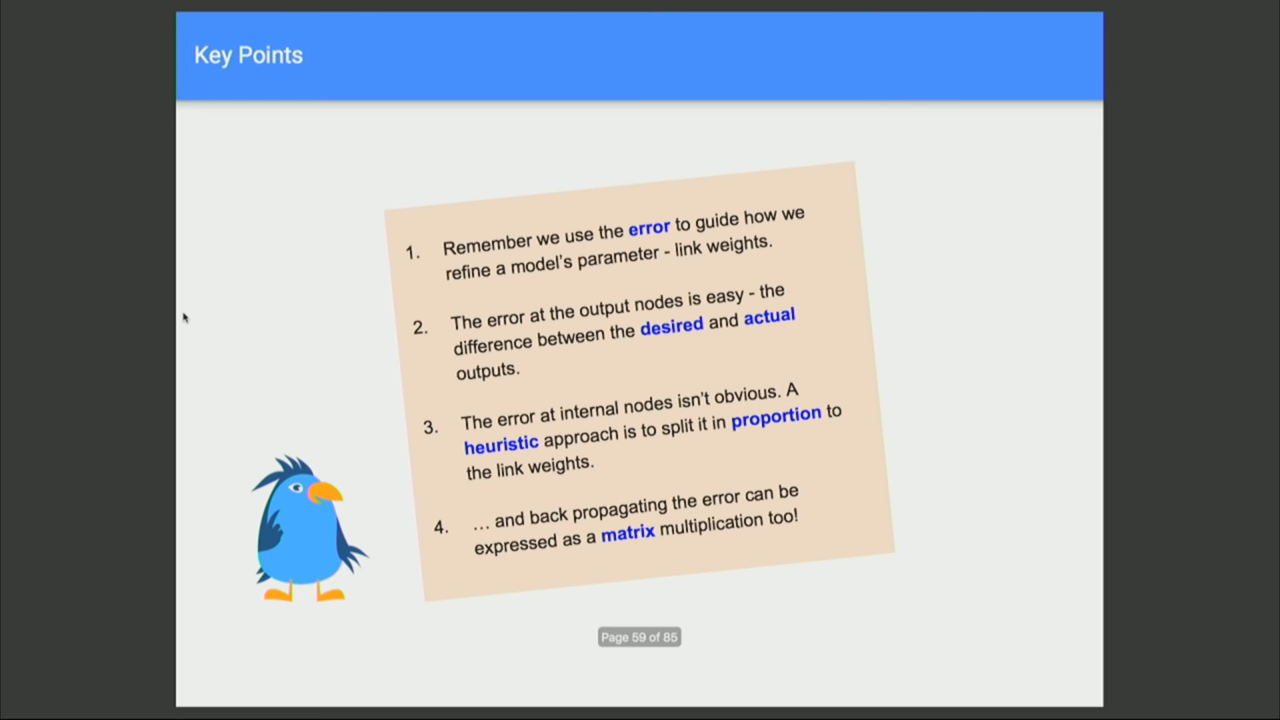 Key Points
1. Remember we use the error to guide how we
refine a model's parameter - link weights.
2. The error at the output nodes is easy - the
difference between the desired and actual
outputs.
3. The error at internal nodes isn't obvious. A
heuristic approach is to split it in proportion to
the link weights.
4. … and back propagating the error can be
expressed as a matrix multiplication too!
Page 59 of 85